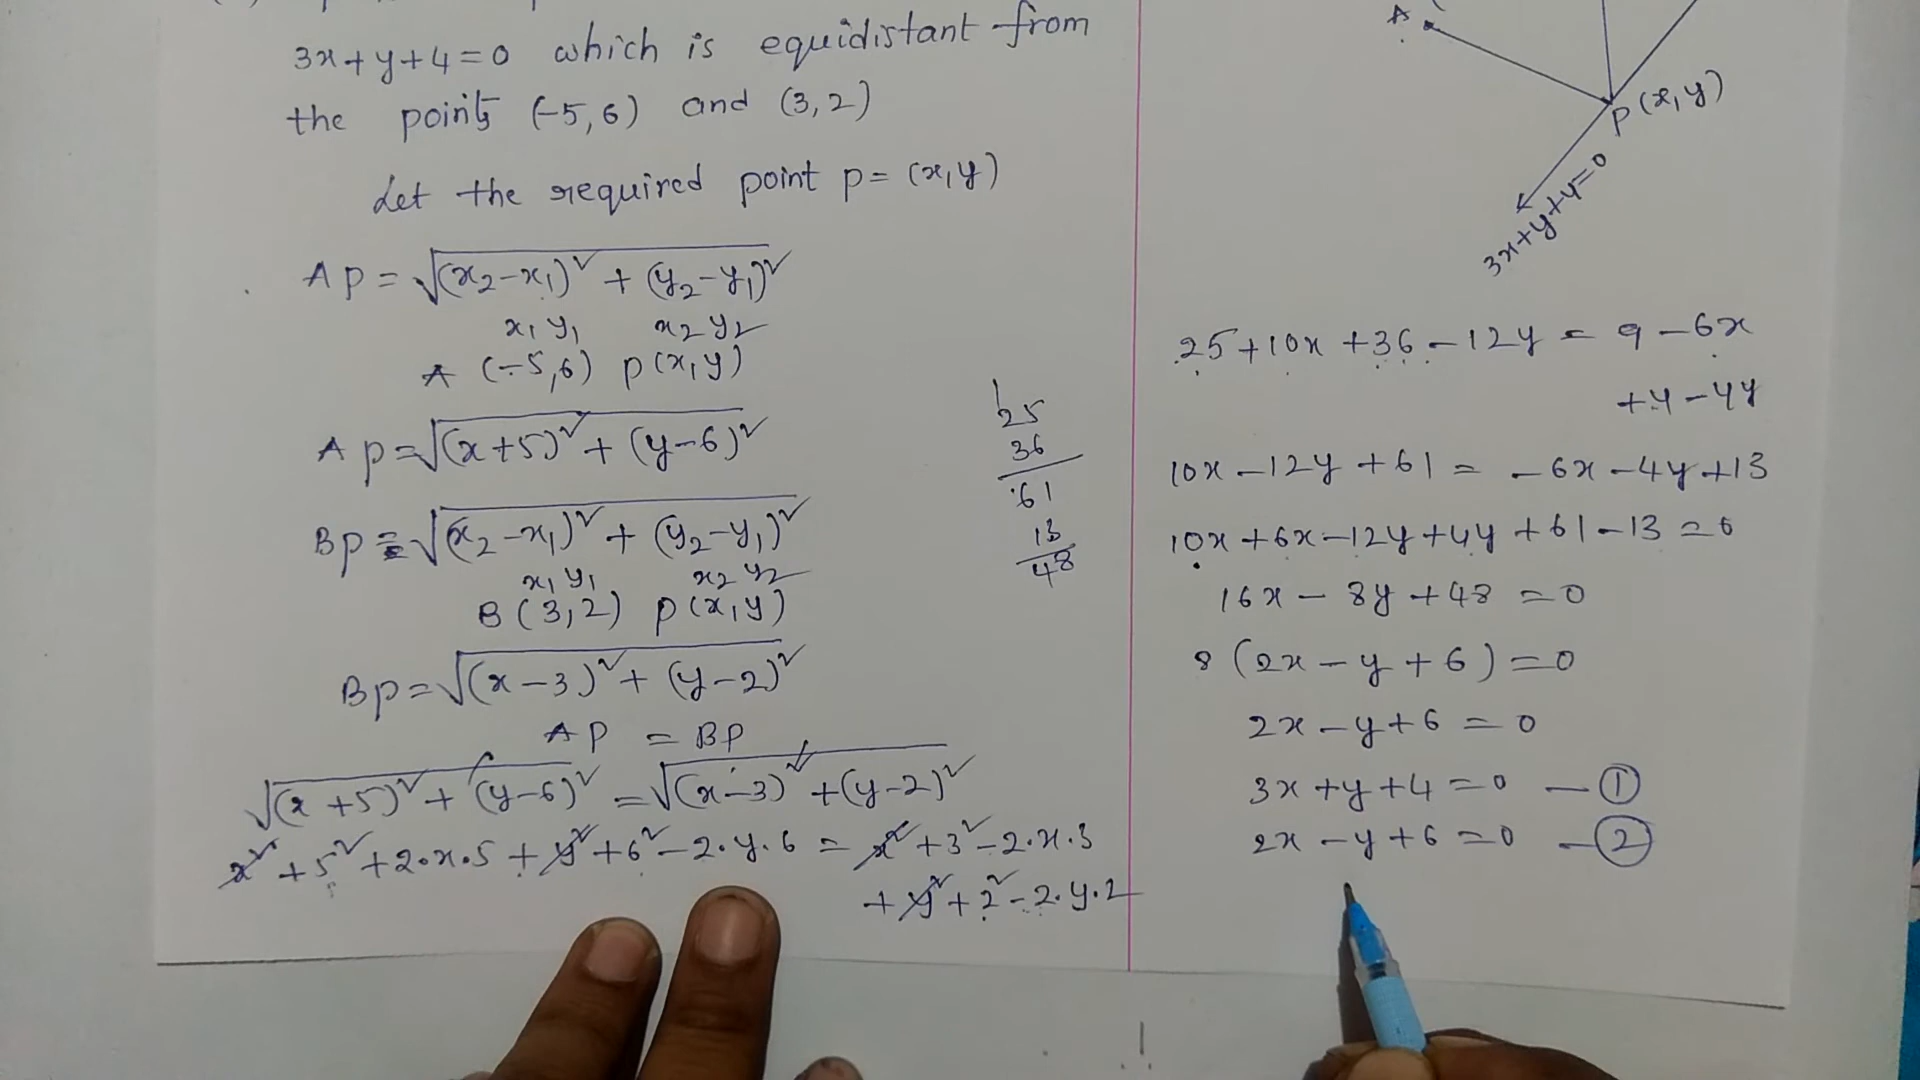 3x+y+4=0 which is equidistant from
the points (-5,6) and (3,2)
Let the required point p= (x,y)
Ap = √(x₂-x₁)² + (y₂-y₁)²
x₁ y₁ x₂ y₂
A (-5,6) p(x,y)
Ap=√(x+5)² + (y-6)²
Bp = √(x₂-x₁)² + (y₂-y₁)²
x₁ y₁ x₂ y₂
B (3,2) p(x,y)
Bp=√(x-3)² + (y-2)²
AP = BP
√(x+5)² + (y-6)² = √(x-3)² + (y-2)²
x² + 5² + 2·x·5 + y² + 6² - 2·y·6 = x² + 3² - 2·x·3
+ y² + 2² - 2·y·2
1
25
36
61
13
48
A
P(x,y)
3x+y+4=0
25+10x+36-12y = 9-6x
+4-4y
10x-12y+61 = -6x-4y+13
10x+6x-12y+4y+61-13=0
16x-8y+48=0
8(2x-y+6)=0
2x-y+6=0
3x+y+4=0 —①
2x-y+6=0 —②